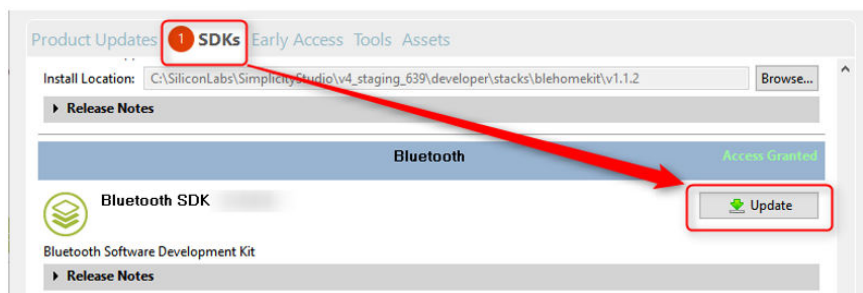 Product Updates 1 SDKs Early Access Tools Assets
Install Location: C:\SiliconLabs\SimplicityStudio\v4_staging_639\developer\stacks\blehomekit\v1.1.2 Browse...
Release Notes
Bluetooth Access Granted
Bluetooth SDK
Update
Bluetooth Software Development Kit
Release Notes